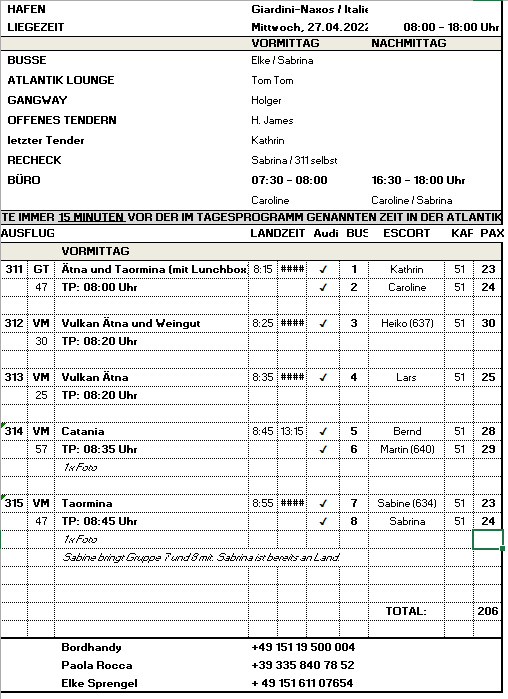 HAFEN Giardini-Naxos / Italie
LIEGEZEIT Mittwoch, 27.04.2022 08:00 - 18:00 Uhr
VORMITTAG NACHMITTAG
BUSSE Elke / Sabrina
ATLANTIK LOUNGE Tom Tom
GANGWAY Holger
OFFENES TENDERN H. James
letzter Tender Kathrin
RECHECK Sabrina / 311 selbst
BÜRO 07:30 - 08:00 16:30 - 18:00 Uhr
Caroline Caroline / Sabrina
TE IMMER 15 MINUTEN VOR DER IM TAGESPROGRAMM GENANNTEN ZEIT IN DER ATLANTIK
AUSFLUG LANDZEIT Audi BUS ESCORT KAF PAX
VORMITTAG
311 GT Ätna und Taormina (mit Lunchbox 8:15 #### ✓ 1 Kathrin 51 23
47 TP: 08:00 Uhr ✓ 2 Caroline 51 24
312 VM Vulkan Ätna und Weingut 8:25 #### ✓ 3 Heiko (637) 51 30
30 TP: 08:20 Uhr
313 VM Vulkan Ätna 8:35 #### ✓ 4 Lars 51 25
25 TP: 08:20 Uhr
314 VM Catania 8:45 13:15 ✓ 5 Bernd 51 28
57 TP: 08:35 Uhr ✓ 6 Martin (640) 51 29
1x Foto
315 VM Taormina 8:55 #### ✓ 7 Sabine (634) 51 23
47 TP: 08:45 Uhr ✓ 8 Sabrina 51 24
1x Foto
Sabine bringt Gruppe 7 und 8 mit. Sabrina ist bereits an Land.
TOTAL: 206
Bordhandy +49 151 19 500 004
Paola Rocca +39 335 840 78 52
Elke Sprengel + 49 151 611 07654